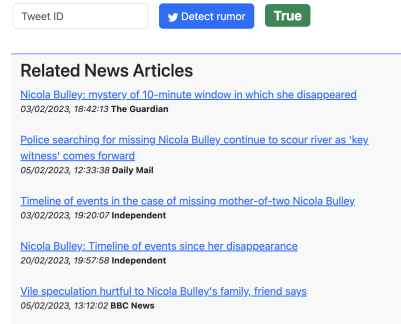 Tweet ID Detect rumor True
Related News Articles
Nicola Bulley: mystery of 10-minute window in which she disappeared
03/02/2023, 18:42:13 The Guardian
Police searching for missing Nicola Bulley continue to scour river as 'key
witness' comes forward
05/02/2023, 12:33:38 Daily Mail
Timeline of events in the case of missing mother-of-two Nicola Bulley
03/02/2023, 19:20:07 Independent
Nicola Bulley: Timeline of events since her disappearance
20/02/2023, 19:57:58 Independent
Vile speculation hurtful to Nicola Bulley's family, friend says
05/02/2023, 13:12:02 BBC News